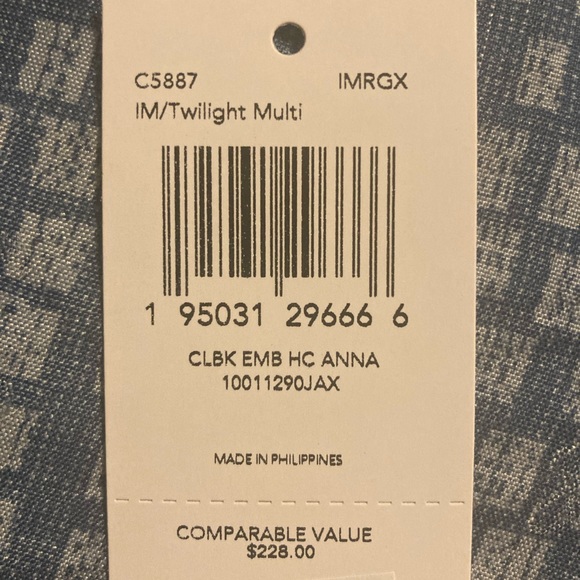 C5887 IMRGX
IM/Twilight Multi
1 95031 29666 6
CLBK EMB HC ANNA
10011290JAX
MADE IN PHILIPPINES
COMPARABLE VALUE
$228.00